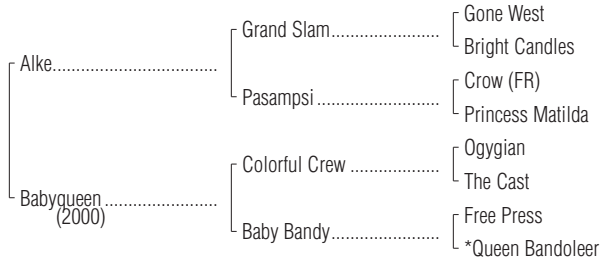 Gone West
Grand Slam..............................
Bright Candles
Alke..............................................
Crow (FR)
Pasampsi..................................
Princess Matilda
Ogygian
Colorful Crew .........................
The Cast
Babyqueen ...............................
(2000)
Free Press
Baby Bandy..............................
*Queen Bandoleer